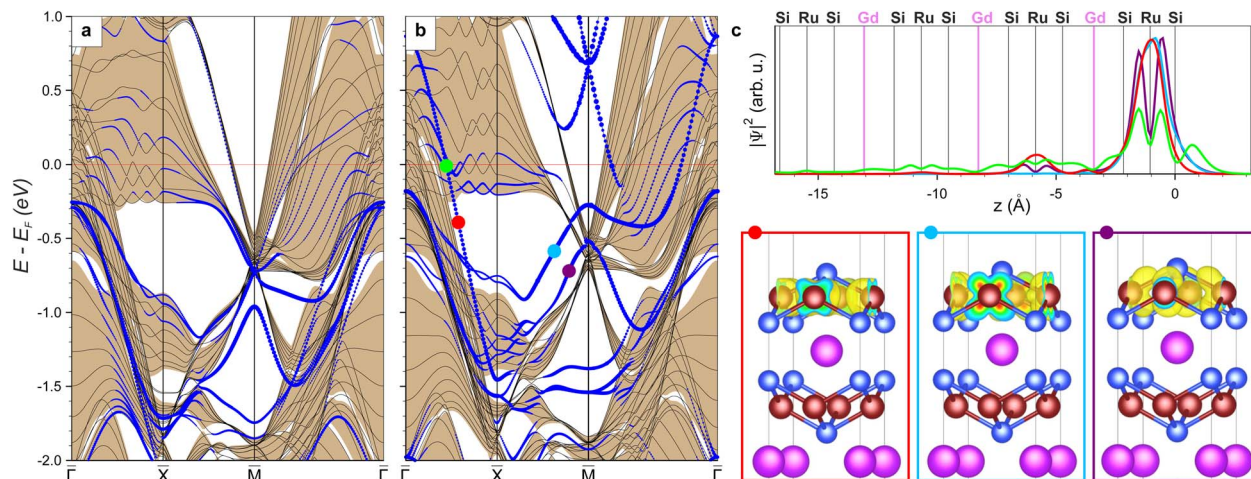 a
b
c
1.0
0.5
0.0
-0.5
-1.0
-1.5
-2.0
E - E_F (eV)
Γ̅ X̅ M̅ Γ̅
Γ̅ X̅ M̅ Γ̅
Si Ru Si Gd Si Ru Si Gd Si Ru Si Gd Si Ru Si
|Ψ|² (arb. u.)
-15 -10 -5 0
z (Å)